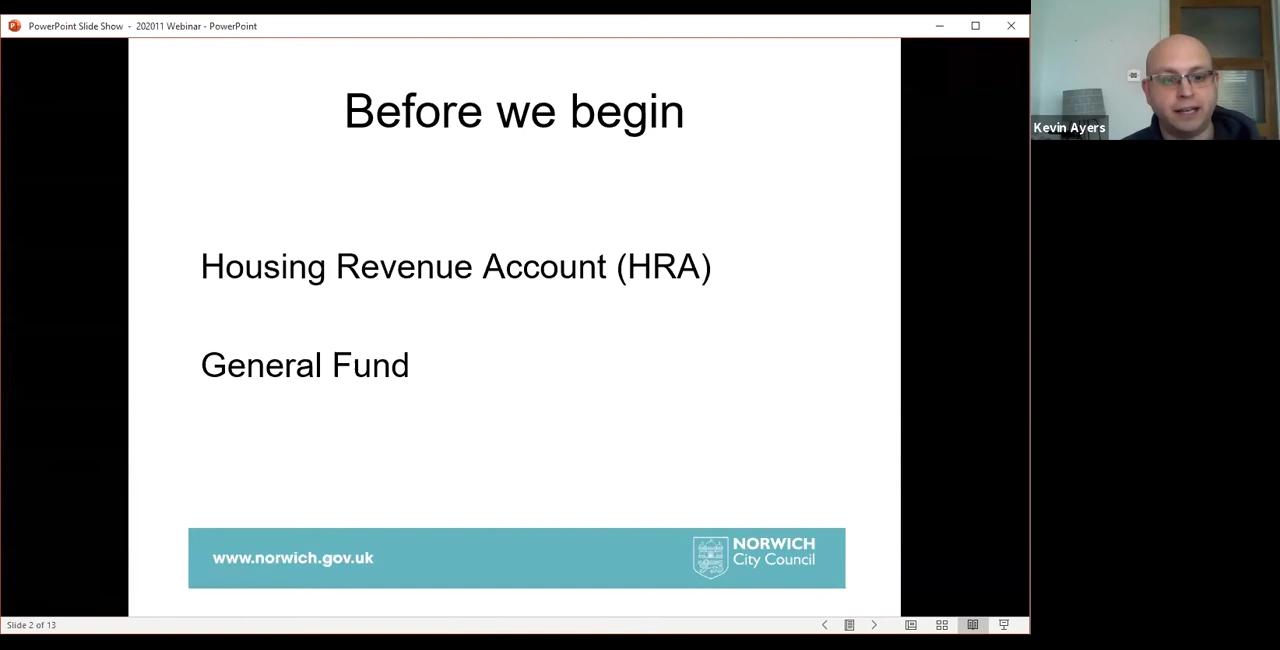 PowerPoint Slide Show - 202011 Webinar - PowerPoint
Before we begin
Housing Revenue Account (HRA)
General Fund
www.norwich.gov.uk
NORWICH
City Council
Slide 2 of 13
Kevin Ayers